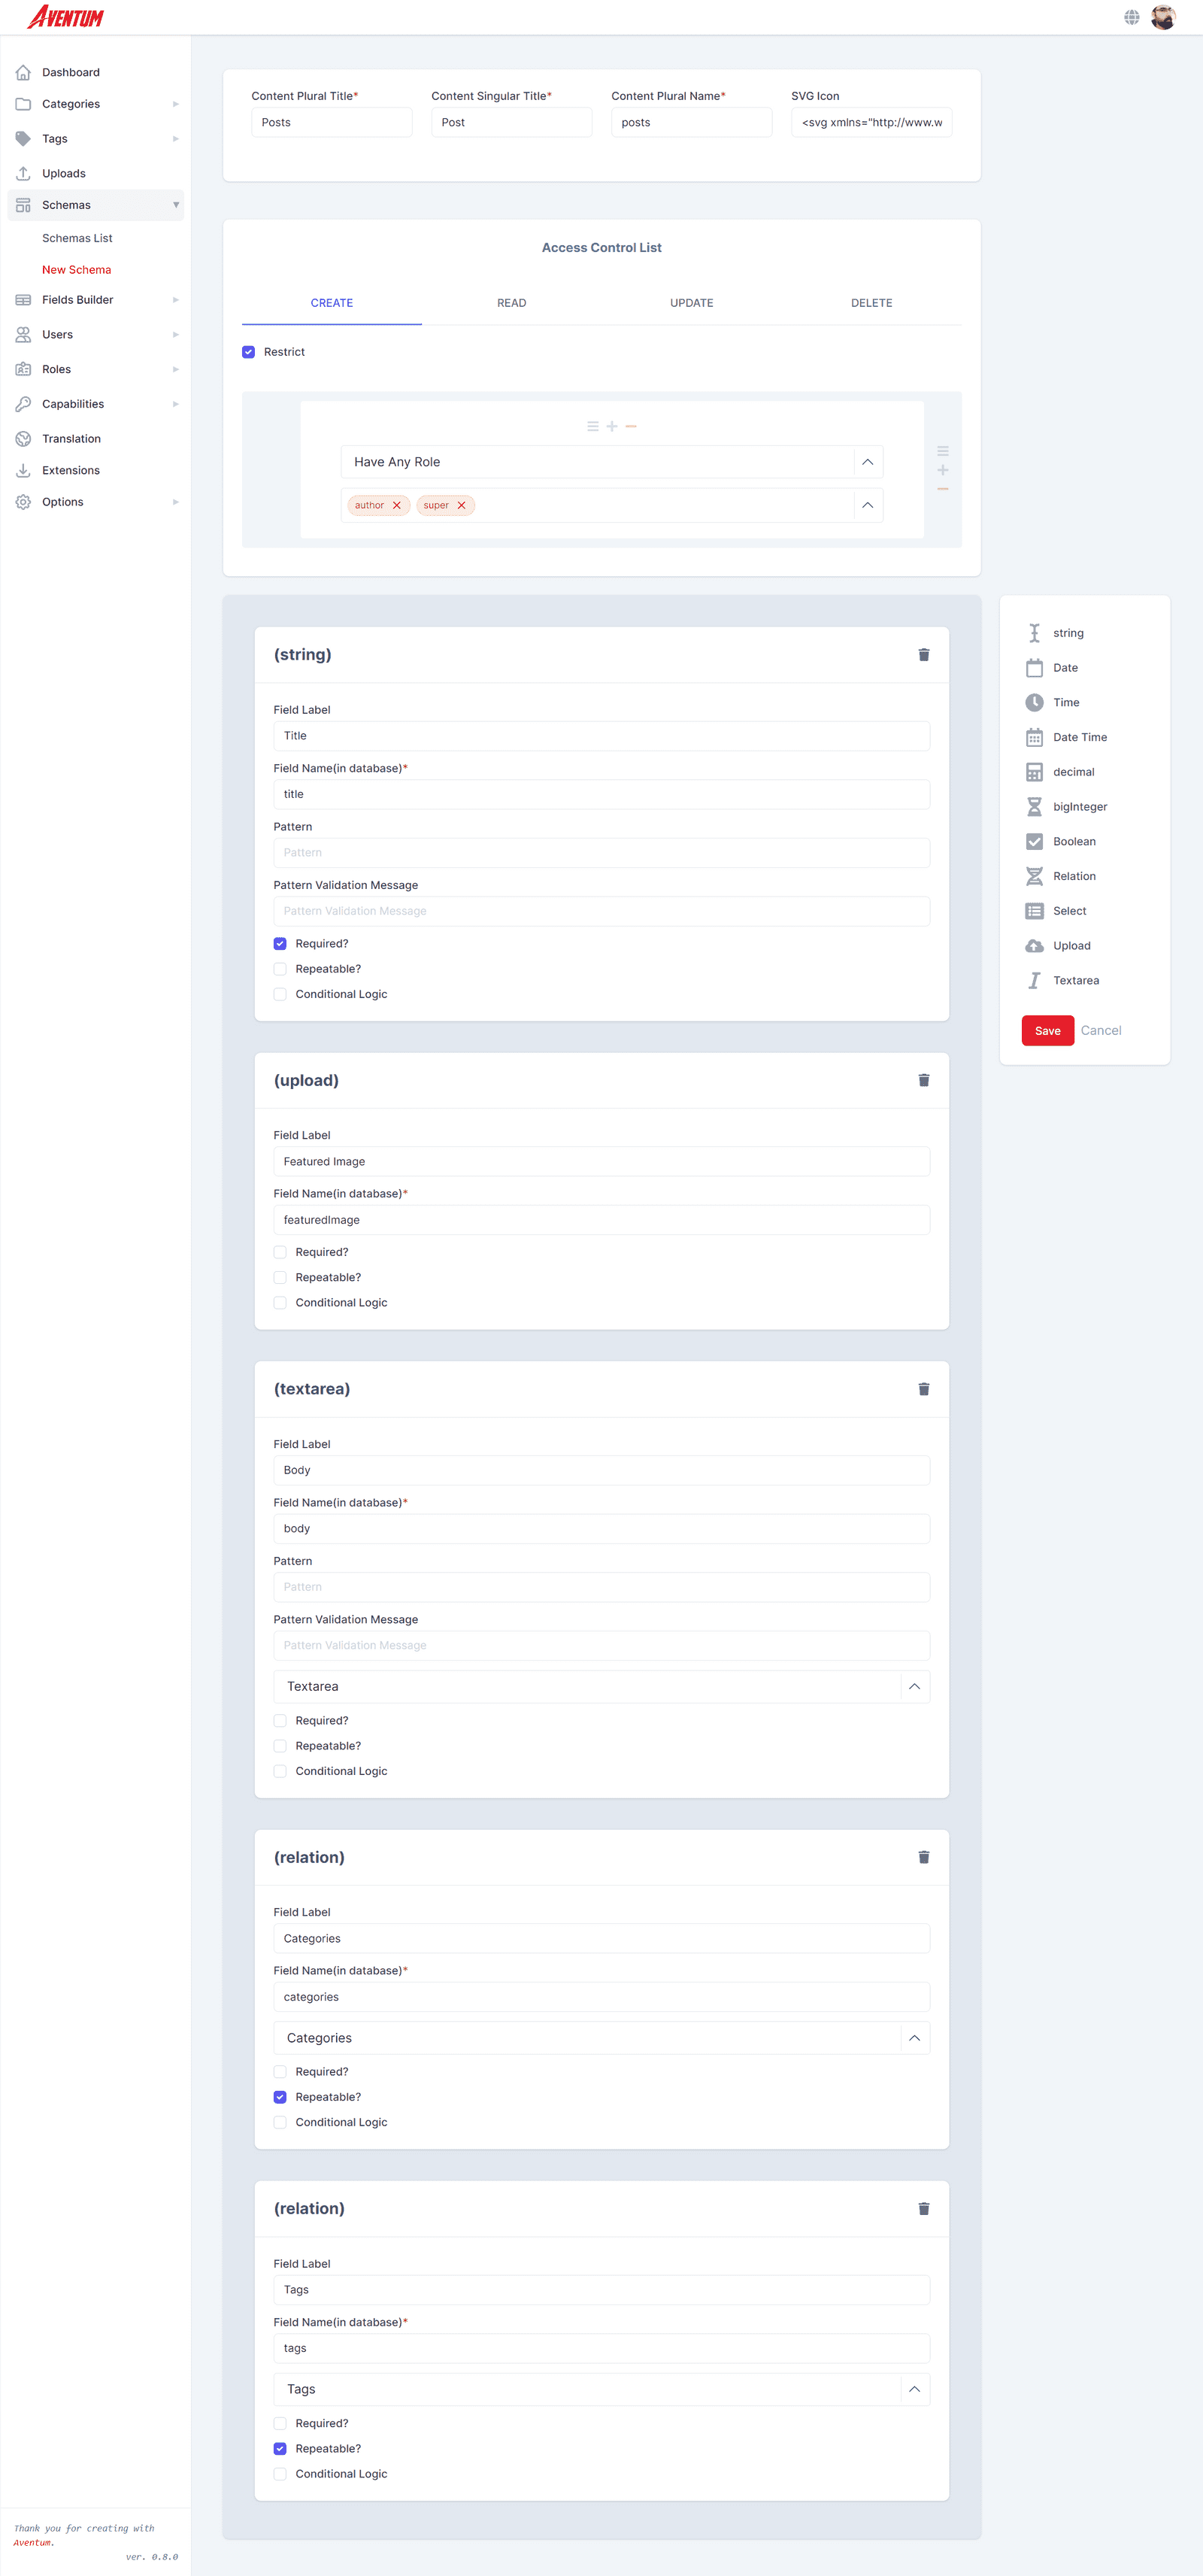 AVENTUM
Dashboard
Categories
Tags
Uploads
Schemas
Schemas List
New Schema
Fields Builder
Users
Roles
Capabilities
Translation
Extensions
Options
Thank you for creating with
Aventum.
ver. 0.8.0
Content Plural Title* Content Singular Title* Content Plural Name* SVG Icon
Posts Post posts <svg xmlns="http://www.w
Access Control List
CREATE READ UPDATE DELETE
Restrict
Have Any Role
author super
(string)
Field Label
Title
Field Name(in database)*
title
Pattern
Pattern
Pattern Validation Message
Pattern Validation Message
Required?
Repeatable?
Conditional Logic
(upload)
Field Label
Featured Image
Field Name(in database)*
featuredImage
Required?
Repeatable?
Conditional Logic
(textarea)
Field Label
Body
Field Name(in database)*
body
Pattern
Pattern
Pattern Validation Message
Pattern Validation Message
Textarea
Required?
Repeatable?
Conditional Logic
(relation)
Field Label
Categories
Field Name(in database)*
categories
Categories
Required?
Repeatable?
Conditional Logic
(relation)
Field Label
Tags
Field Name(in database)*
tags
Tags
Required?
Repeatable?
Conditional Logic
string
Date
Time
Date Time
decimal
bigInteger
Boolean
Relation
Select
Upload
Textarea
Save Cancel